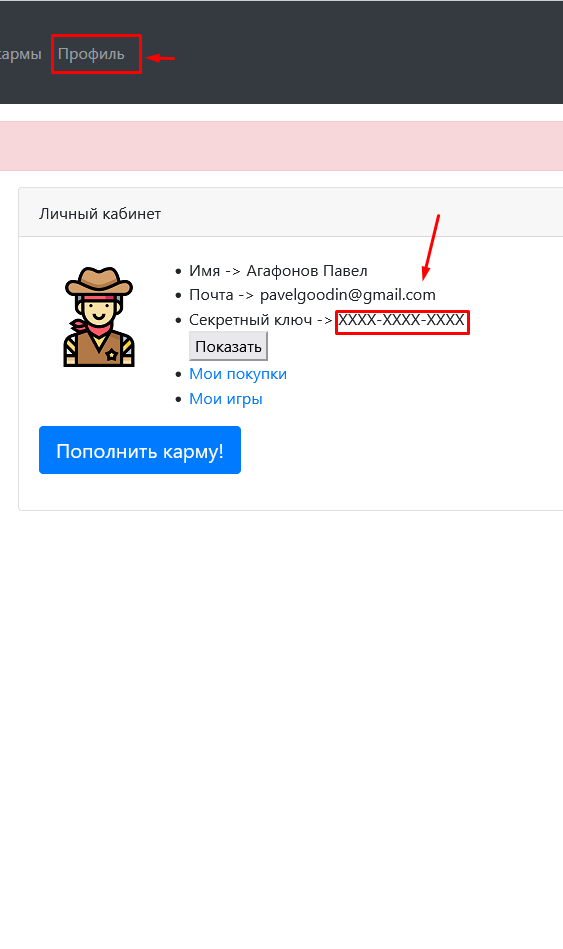 кармы Профиль
Личный кабинет
Имя -> Агафонов Павел
Почта -> pavelgoodin@gmail.com
Секретный ключ -> XXXX-XXXX-XXXX
Показать
Мои покупки
Мои игры
Пополнить карму!